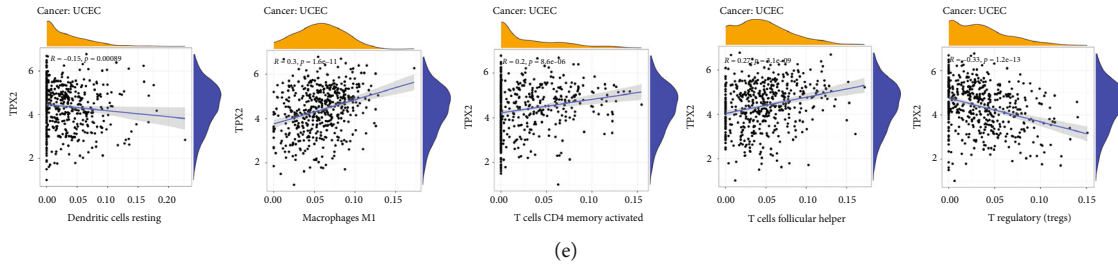 Cancer: UCEC
R = −0.15, p = 0.00089
TPX2
6
4
2
0.00 0.05 0.10 0.15 0.20
Dendritic cells resting
Cancer: UCEC
R = 0.3, p = 1.6e−11
TPX2
6
4
2
0.00 0.05 0.10 0.15
Macrophages M1
Cancer: UCEC
R = 0.2, p = 8.6e−06
TPX2
6
4
2
0.00 0.05 0.10 0.15
T cells CD4 memory activated
Cancer: UCEC
R = 0.27, p = 3.1e−09
TPX2
6
4
2
0.00 0.05 0.10 0.15
T cells follicular helper
Cancer: UCEC
R = −0.33, p = 1.2e−13
TPX2
6
4
2
0.00 0.05 0.10 0.15
T regulatory (tregs)
(e)